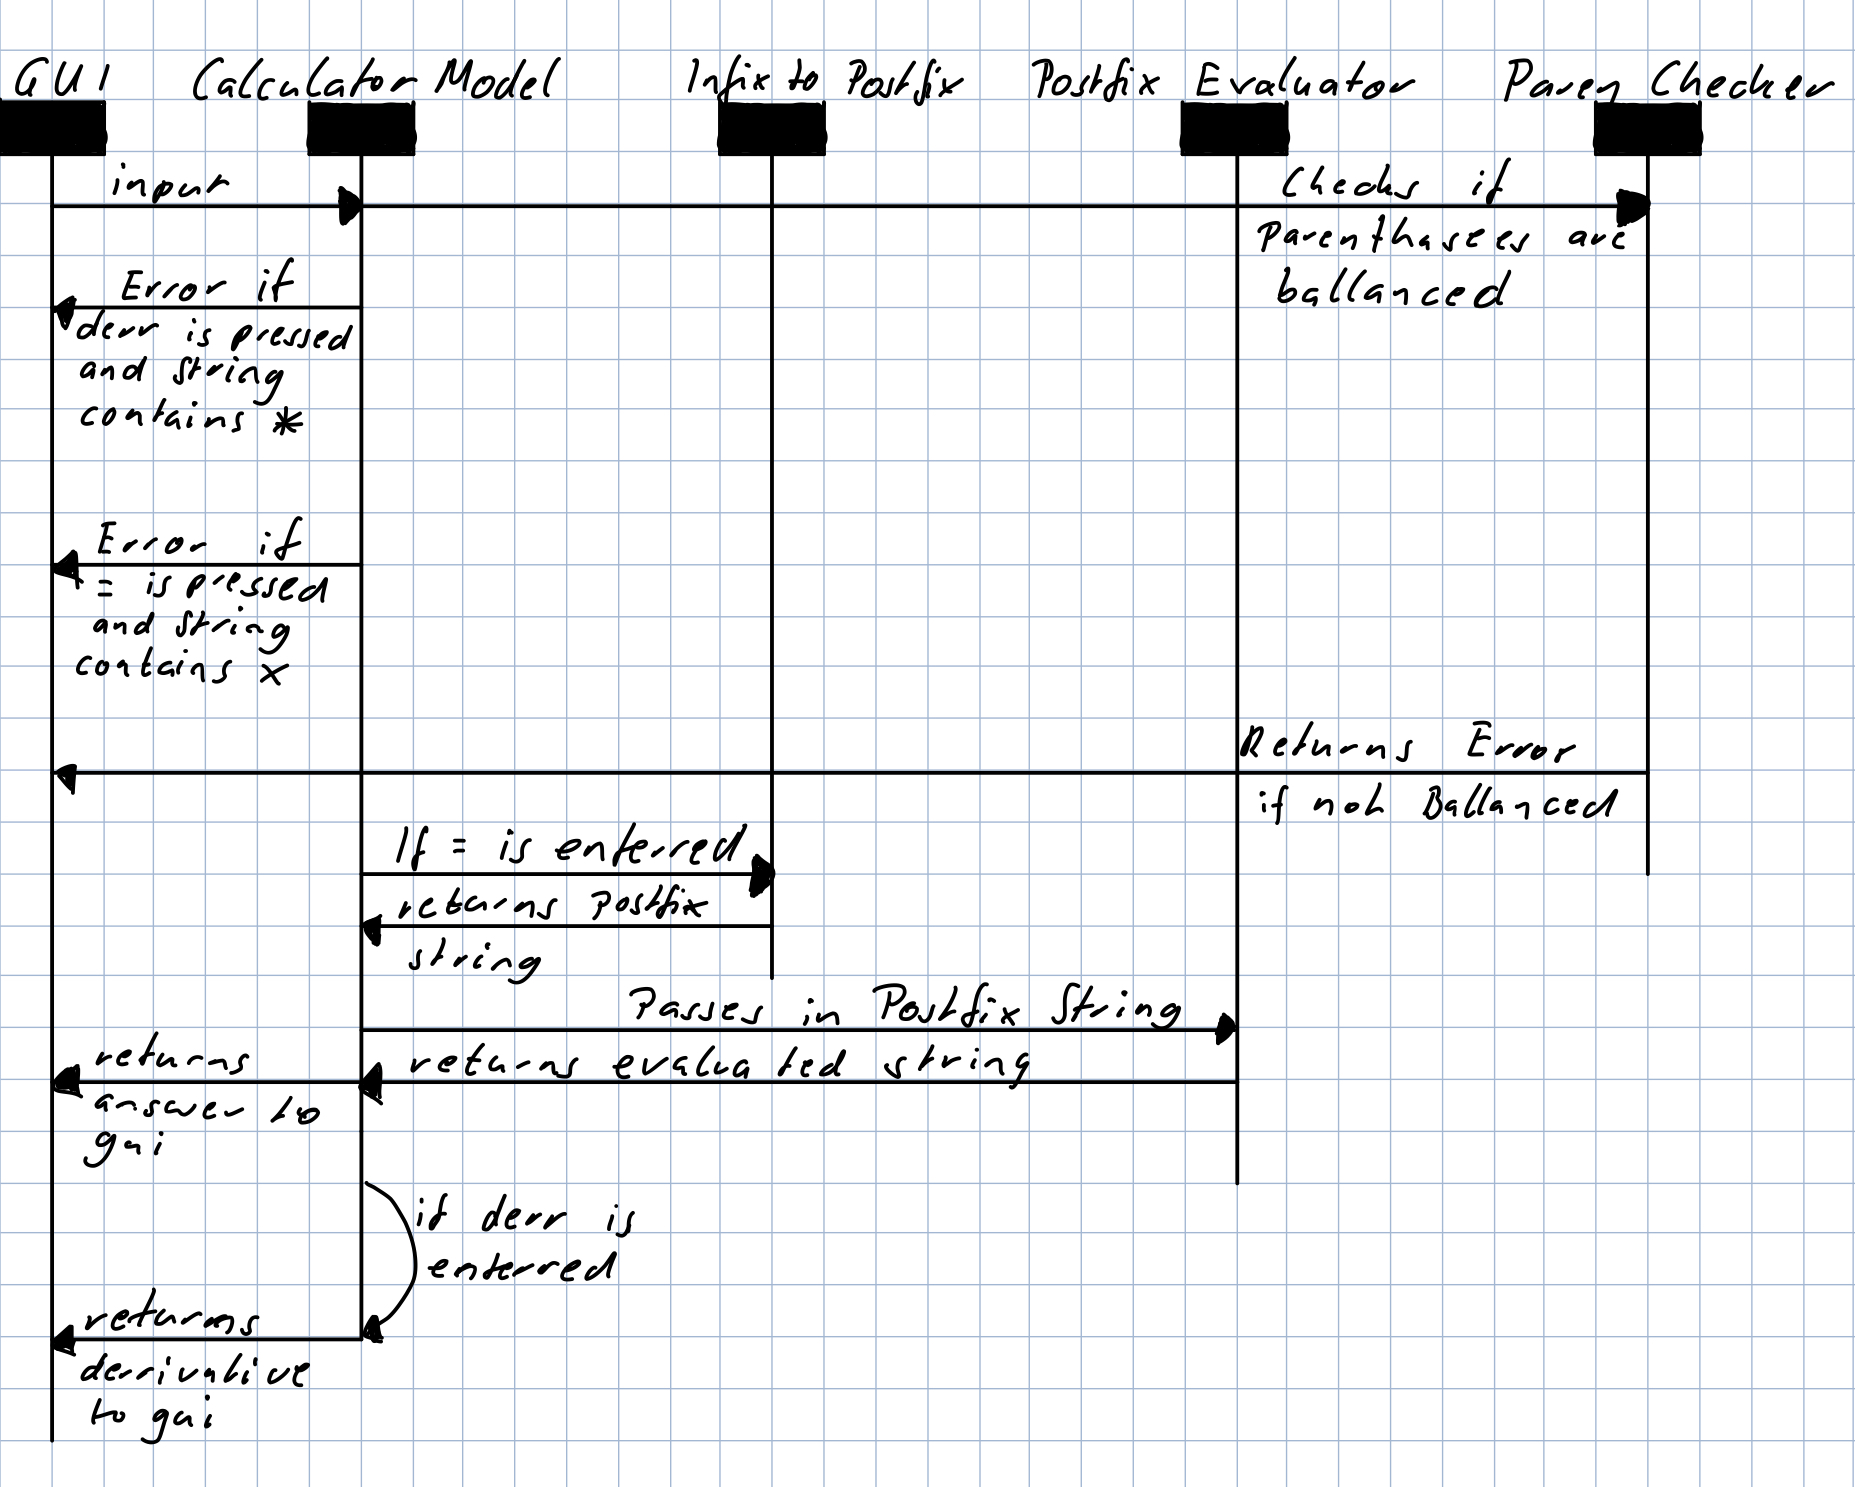 GUI
Calculator Model
Infix to Postfix
Postfix Evaluator
Paren Checker
input
Checks if
Parenthasees are
ballanced
Error if
derr is pressed
and string
contains *
Error if
= is pressed
and string
contains x
Returns Error
if not Ballanced
If = is enterred
returns Postfix
string
Passes in Postfix String
returns evaluated string
returns
answer to
gui
if derr is
enterred
returns
derrivative
to gui